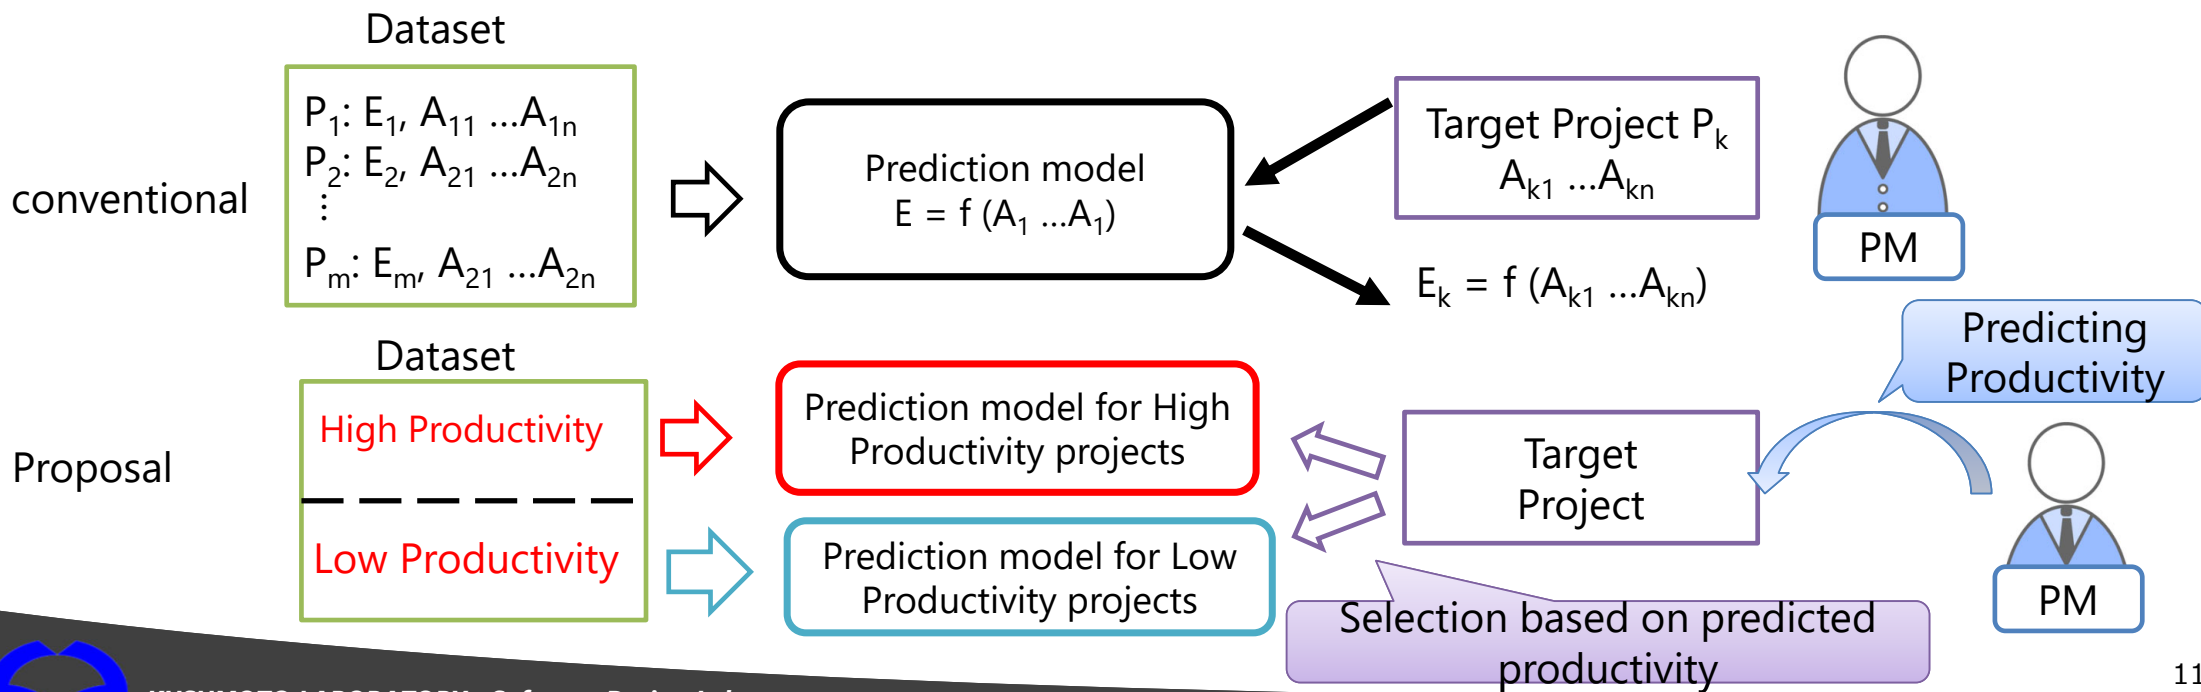 Dataset
conventional
P₁: E₁, A₁₁ ...A₁ₙ
P₂: E₂, A₂₁ ...A₂ₙ
⋮
Pₘ: Eₘ, A₂₁ ...A₂ₙ
Prediction model
E = f (A₁ ...A₁)
Target Project Pₖ
Aₖ₁ ...Aₖₙ
Eₖ = f (Aₖ₁ ...Aₖₙ)
PM
Proposal
Dataset
High Productivity
Low Productivity
Prediction model for High
Productivity projects
Prediction model for Low
Productivity projects
Target
Project
Predicting
Productivity
PM
Selection based on predicted
productivity
11